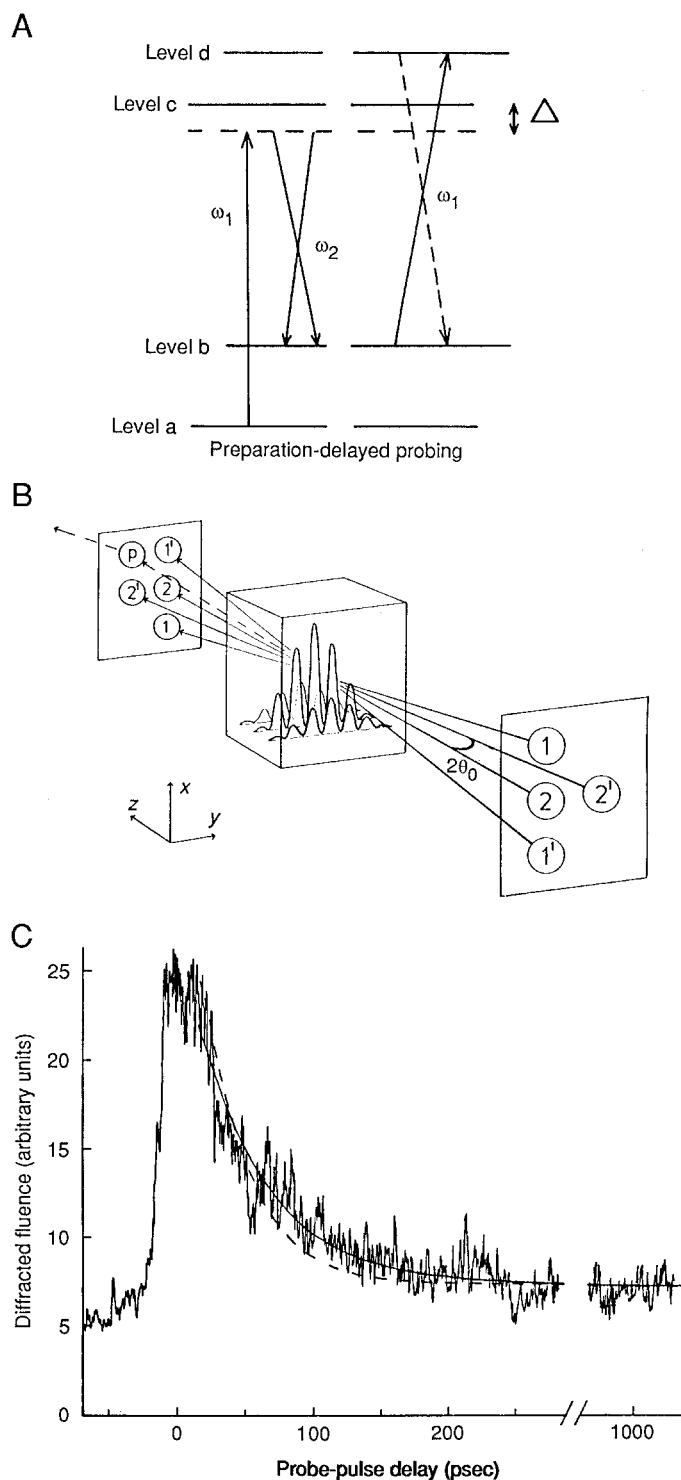 A
Level d
Level c
Δ
ω1
ω2
ω1
Level b
Level a
Preparation-delayed probing
B
p
1'
2'
2
1
1
2'
2θ0
2
1'
x
z
y
C
Diffracted fluence (arbitrary units)
25
20
15
10
5
0
0
100
200
1000
Probe-pulse delay (psec)